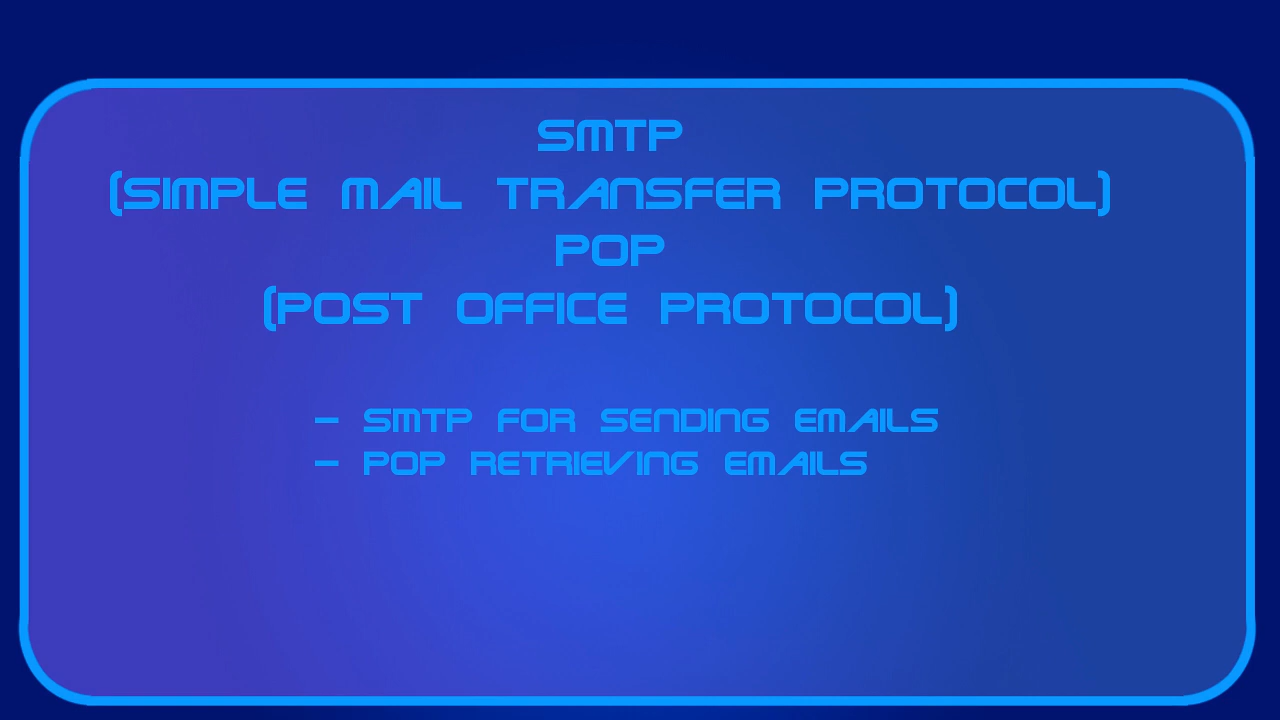 SMTP
(SIMPLE MAIL TRANSFER PROTOCOL)
POP
(POST OFFICE PROTOCOL)
- SMTP FOR SENDING EMAILS
- POP RETRIEVING EMAILS